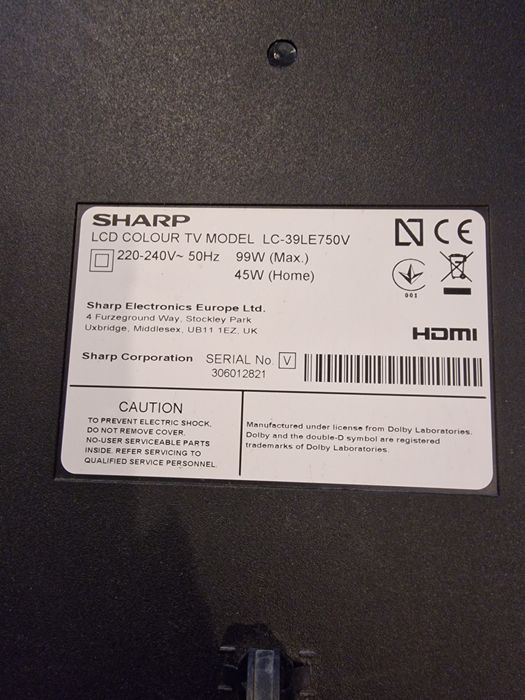 SHARP
LCD COLOUR TV MODEL LC-39LE750V
220-240V~ 50Hz 99W (Max.)
45W (Home)
CE
001
Sharp Electronics Europe Ltd.
4 Furzeground Way, Stockley Park
Uxbridge, Middlesex, UB11 1EZ, UK
HDMI
Sharp Corporation SERIAL No. V
306012821
CAUTION
TO PREVENT ELECTRIC SHOCK,
DO NOT REMOVE COVER.
NO-USER SERVICEABLE PARTS
INSIDE. REFER SERVICING TO
QUALIFIED SERVICE PERSONNEL.
Manufactured under license from Dolby Laboratories.
Dolby and the double-D symbol are registered
trademarks of Dolby Laboratories.